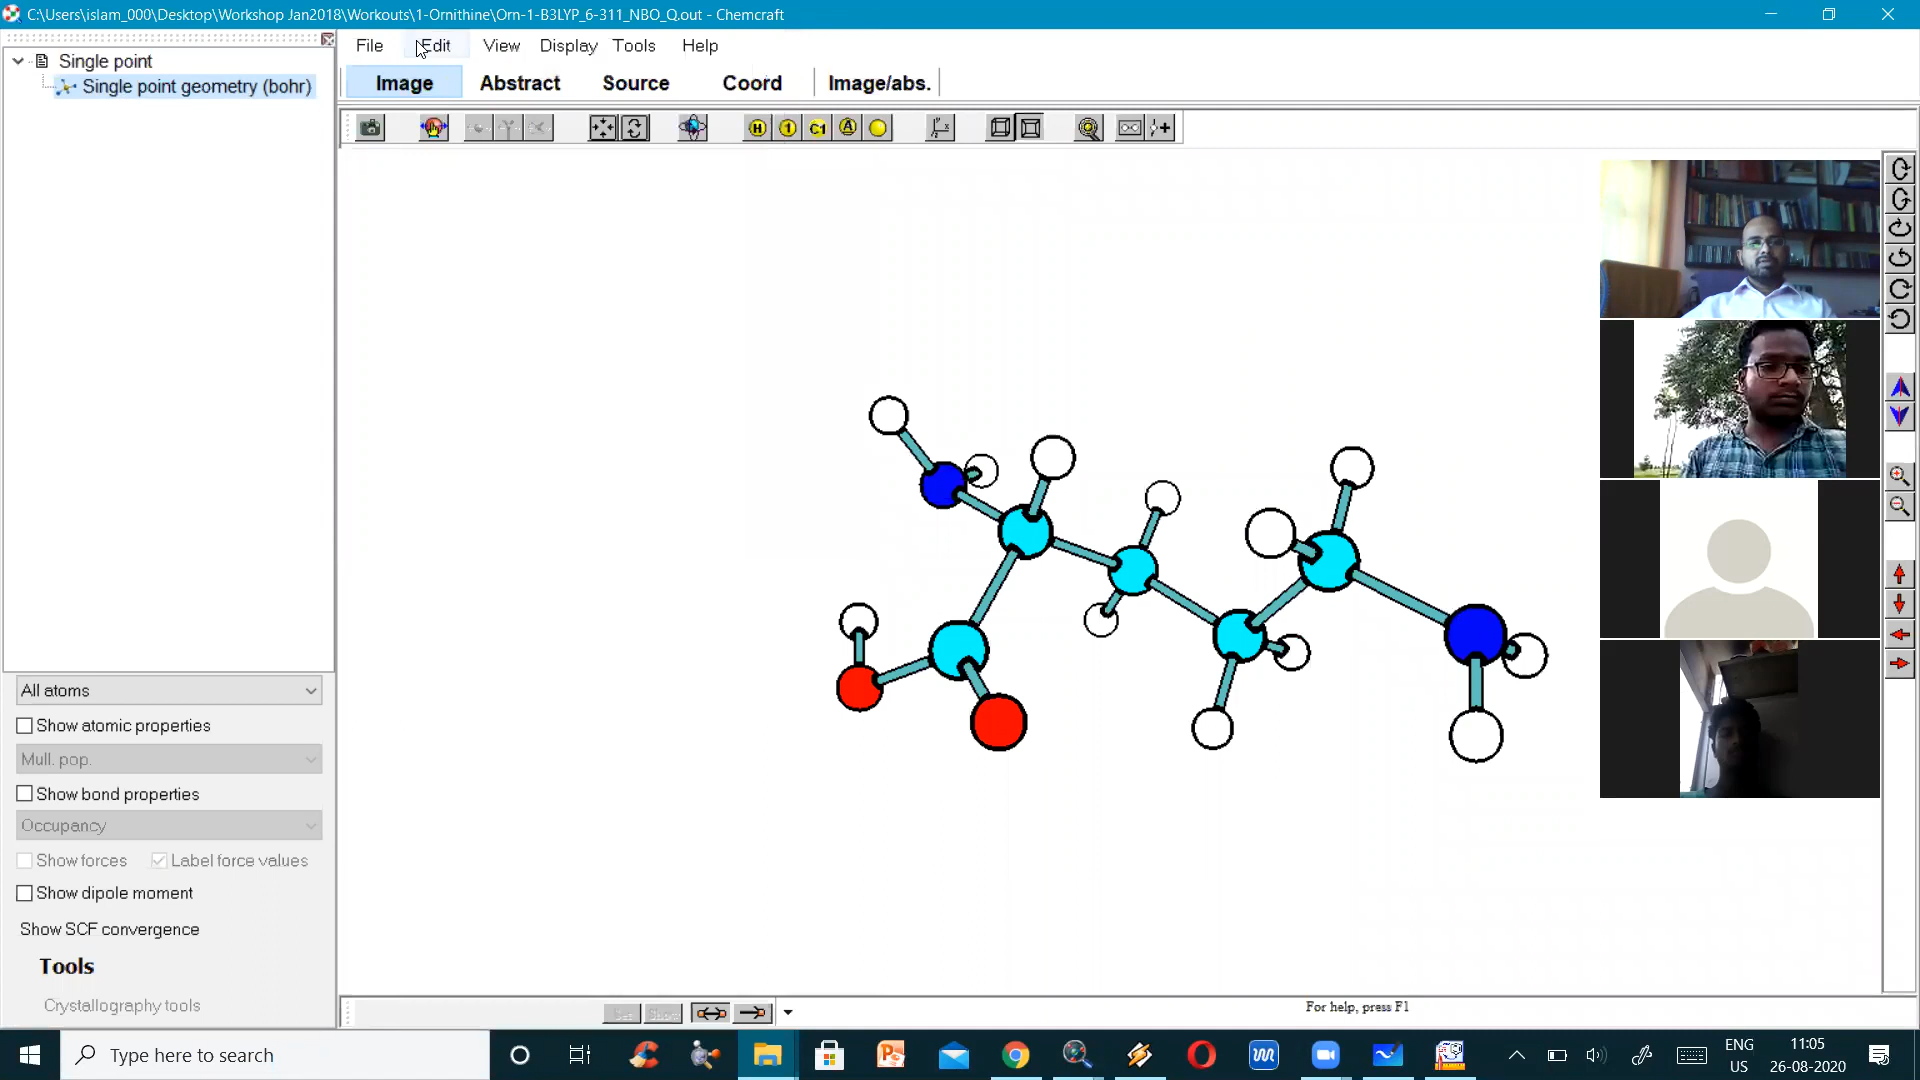 C:\Users\islam_000\Desktop\Workshop Jan2018\Workouts\1-Ornithine\Orn-1-B3LYP_6-311_NBO_Q.out - Chemcraft
Single point
Single point geometry (bohr)
File Edit View Display Tools Help
Image Abstract Source Coord Image/abs.
H 1 C1 A
All atoms
Show atomic properties
Mull. pop.
Show bond properties
Occupancy
Show forces Label force values
Show dipole moment
Show SCF convergence
Tools
Crystallography tools
For help, press F1
Type here to search
ENG
US
11:05
26-08-2020